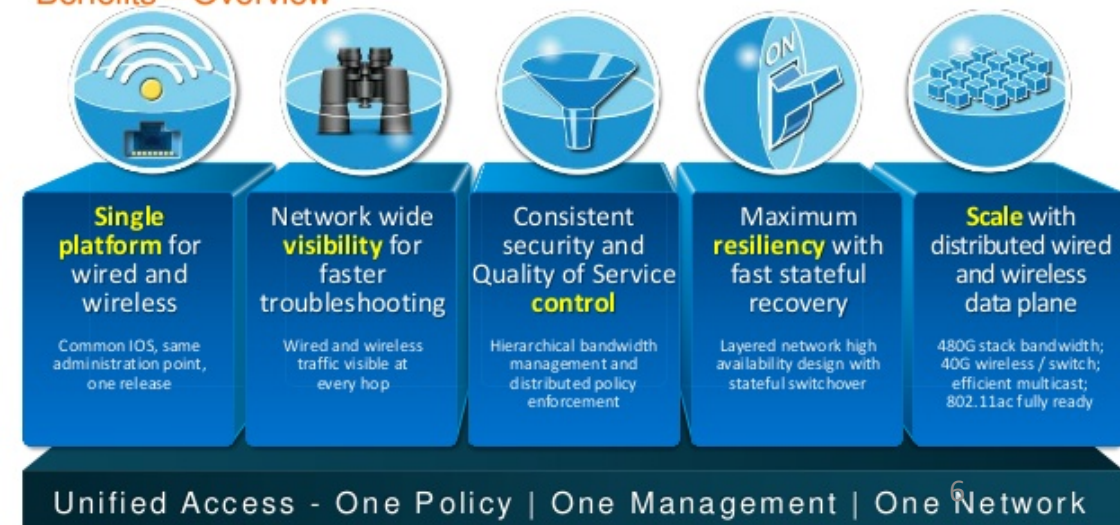 Benefits - Overview
ON
Single
platform for
wired and
wireless
Common IOS, same
administration point,
one release
Network wide
visibility for
faster
troubleshooting
Wired and wireless
traffic visible at
every hop
Consistent
security and
Quality of Service
control
Hierarchical bandwidth
management and
distributed policy
enforcement
Maximum
resiliency with
fast stateful
recovery
Layered network high
availability design with
stateful switchover
Scale with
distributed wired
and wireless
data plane
480G stack bandwidth;
40G wireless / switch;
efficient multicast;
802.11ac fully ready
Unified Access - One Policy | One Management | One Network
6